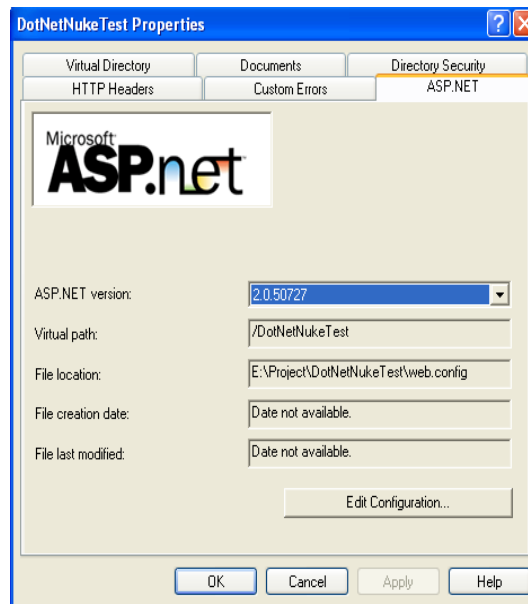 DotNetNukeTest Properties
Virtual Directory Documents Directory Security
HTTP Headers Custom Errors ASP.NET
Microsoft
ASP.net
ASP.NET version: 2.0.50727
Virtual path: /DotNetNukeTest
File location: E:\Project\DotNetNukeTest\web.config
File creation date: Date not available.
File last modified: Date not available.
Edit Configuration...
OK Cancel Apply Help